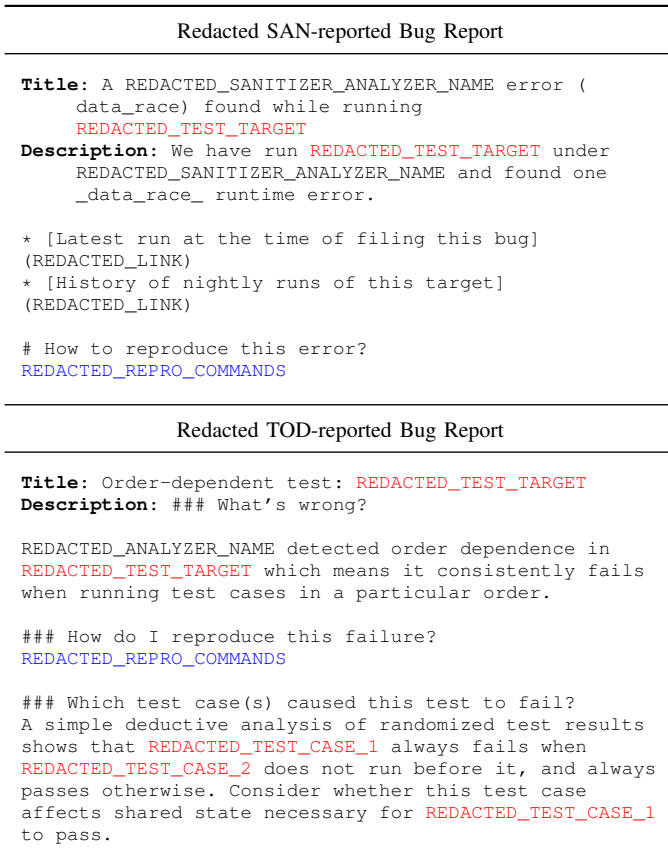 Redacted SAN-reported Bug Report
Title: A REDACTED_SANITIZER_ANALYZER_NAME error (
data_race) found while running
REDACTED_TEST_TARGET
Description: We have run REDACTED_TEST_TARGET under
REDACTED_SANITIZER_ANALYZER_NAME and found one
_data_race_ runtime error.
* [Latest run at the time of filing this bug]
(REDACTED_LINK)
* [History of nightly runs of this target]
(REDACTED_LINK)
# How to reproduce this error?
REDACTED_REPRO_COMMANDS
Redacted TOD-reported Bug Report
Title: Order-dependent test: REDACTED_TEST_TARGET
Description: ### What's wrong?
REDACTED_ANALYZER_NAME detected order dependence in
REDACTED_TEST_TARGET which means it consistently fails
when running test cases in a particular order.
### How do I reproduce this failure?
REDACTED_REPRO_COMMANDS
### Which test case(s) caused this test to fail?
A simple deductive analysis of randomized test results
shows that REDACTED_TEST_CASE_1 always fails when
REDACTED_TEST_CASE_2 does not run before it, and always
passes otherwise. Consider whether this test case
affects shared state necessary for REDACTED_TEST_CASE_1
to pass.